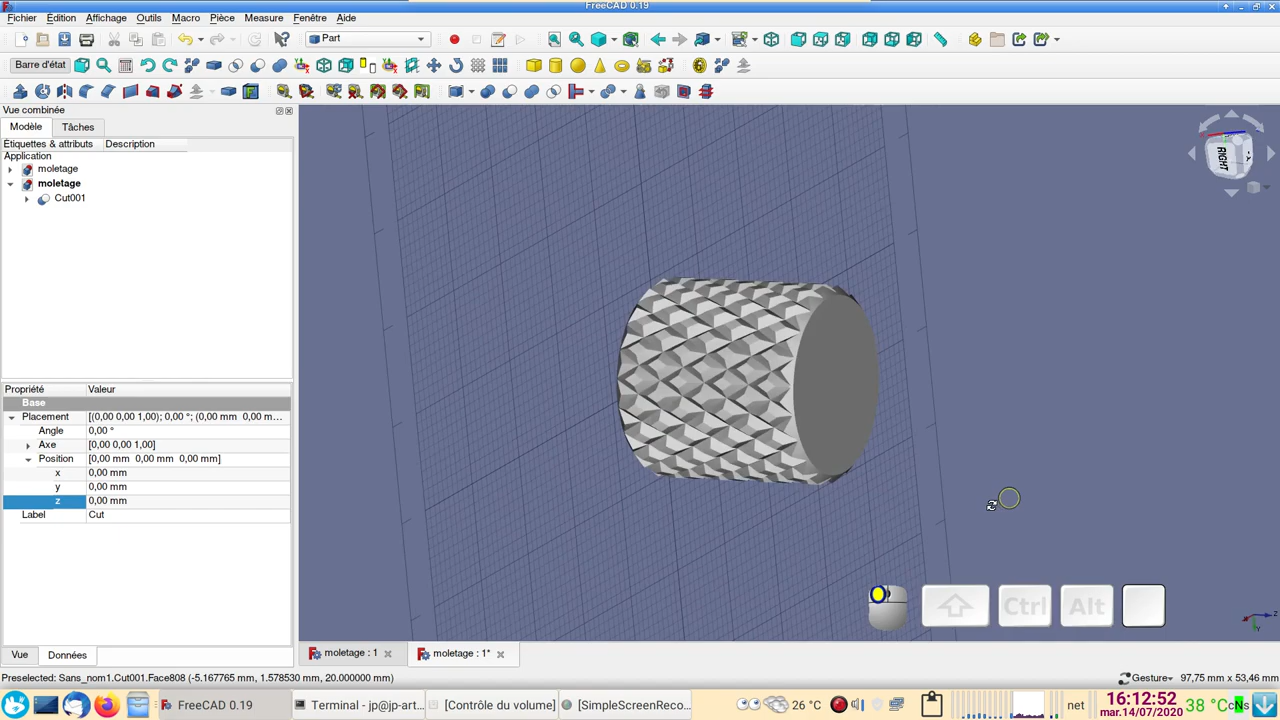 FreeCAD 0.19
Fichier Édition Affichage Outils Macro Pièce Measure Fenêtre Aide
Part
Barre d'état
Vue combinée
Modèle Tâches
Étiquettes & attributs Description
Application
moletage
moletage
Cut001
RIGHT
Propriété Valeur
Base
Placement [(0,00 0,00 1,00); 0,00 °; (0,00 mm 0,00 m...
Angle 0,00 °
Axe [0,00 0,00 1,00]
Position [0,00 mm 0,00 mm 0,00 mm]
x 0,00 mm
y 0,00 mm
z 0,00 mm
Label Cut
Ctrl Alt
Vue Données
moletage : 1 moletage : 1*
Preselected: Sans_nom1.Cut001.Face808 (-5.167765 mm, 1.578530 mm, 20.000000 mm)
Gesture 97,75 mm x 53,46 mm
FreeCAD 0.19 Terminal - jp@jp-art... [Contrôle du volume] [SimpleScreenReco... 26 °C net 16:12:52 38 °C
mar.14/07/2020